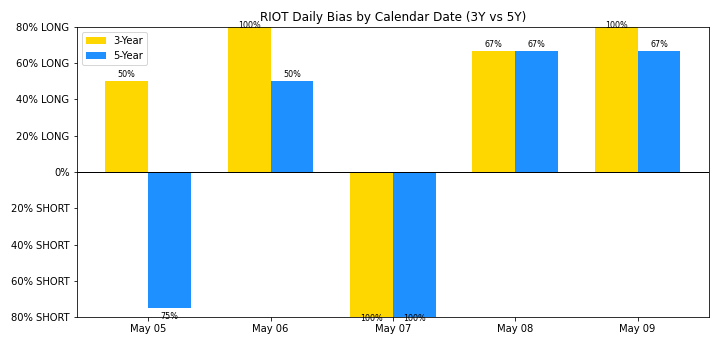 RIOT Daily Bias by Calendar Date (3Y vs 5Y)
80% LONG
60% LONG
40% LONG
20% LONG
0%
20% SHORT
40% SHORT
60% SHORT
80% SHORT
3-Year
5-Year
50%
100%
50%
67%
67%
100%
67%
75%
100%
100%
May 05
May 06
May 07
May 08
May 09